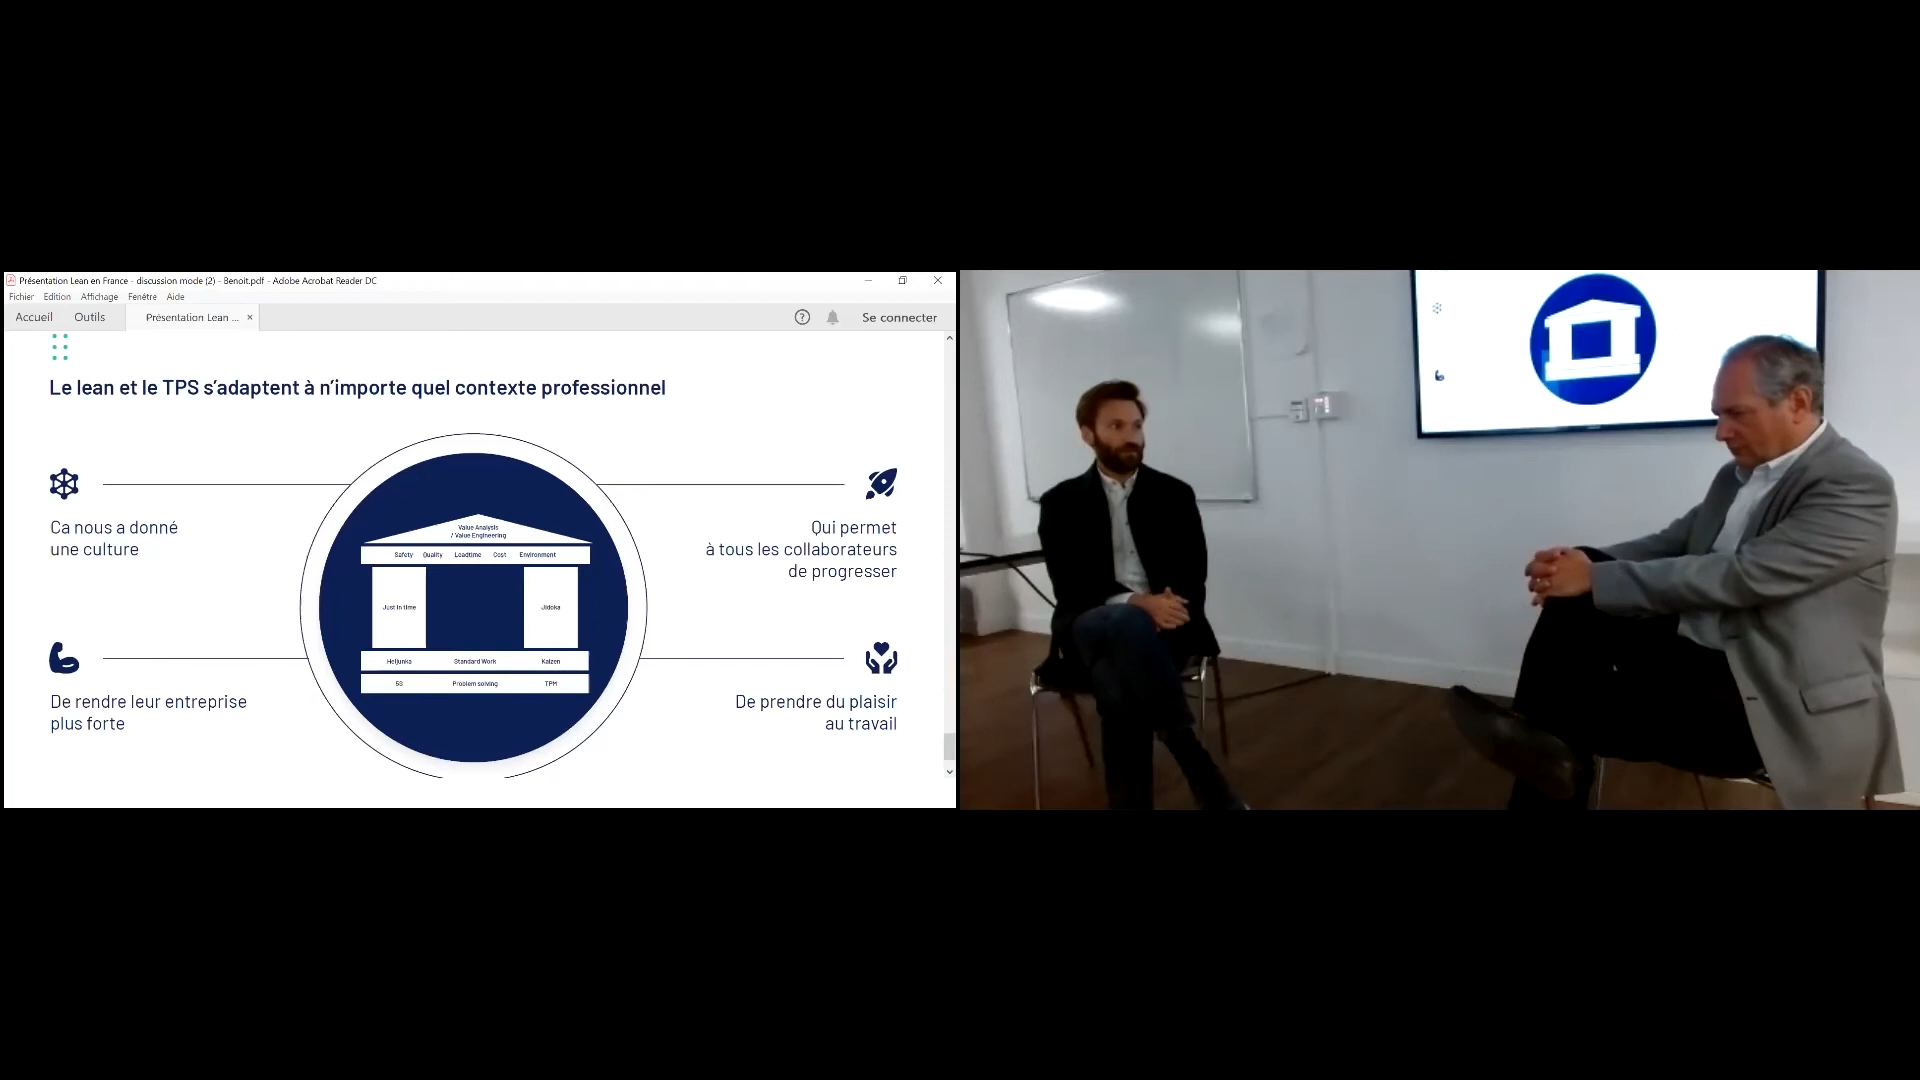 Présentation Lean en France - discussion mode (2) - Benoit.pdf - Adobe Acrobat Reader DC
Fichier Edition Affichage Fenêtre Aide
Accueil Outils Présentation Lean ... × Se connecter
Le lean et le TPS s'adaptent à n'importe quel contexte professionnel
Ca nous a donné
une culture
Qui permet
à tous les collaborateurs
de progresser
De rendre leur entreprise
plus forte
De prendre du plaisir
au travail
Value Analysis
/ Value Engineering
Safety Quality Leadtime Cost Environment
Just in time Jidoka
Heijunka Standard Work Kaizen
5S Problem solving TPM